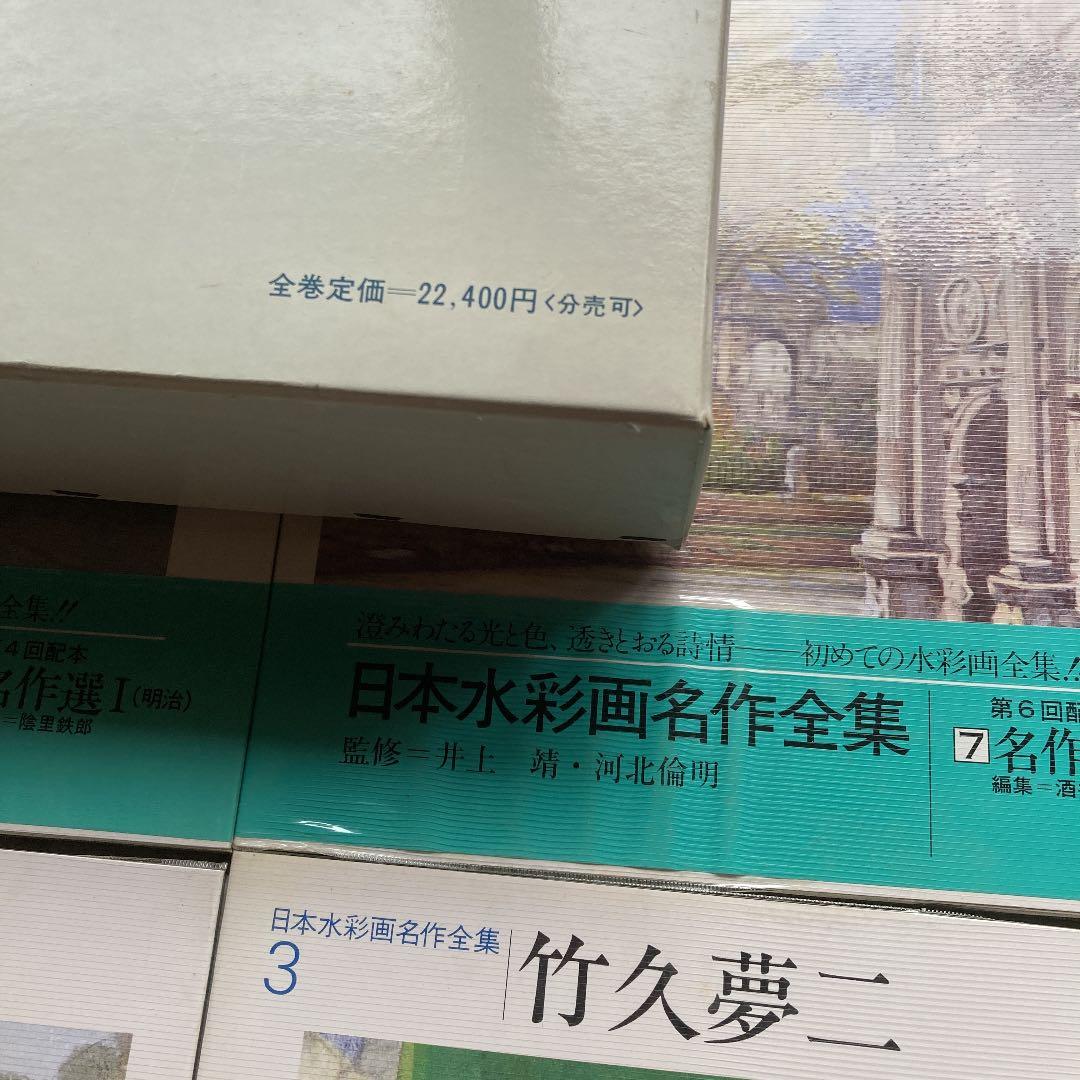 全巻定価＝22,400円〈分売可〉
全集!!
4回配本
名作選Ⅰ(明治)
＝陰里鉄郎
澄みわたる光と色、透きとおる詩情――初めての水彩画全集!!
日本水彩画名作全集
監修＝井上 靖・河北倫明
第6回配
7 名作
編集＝酒
日本水彩画名作全集
3
竹久夢二